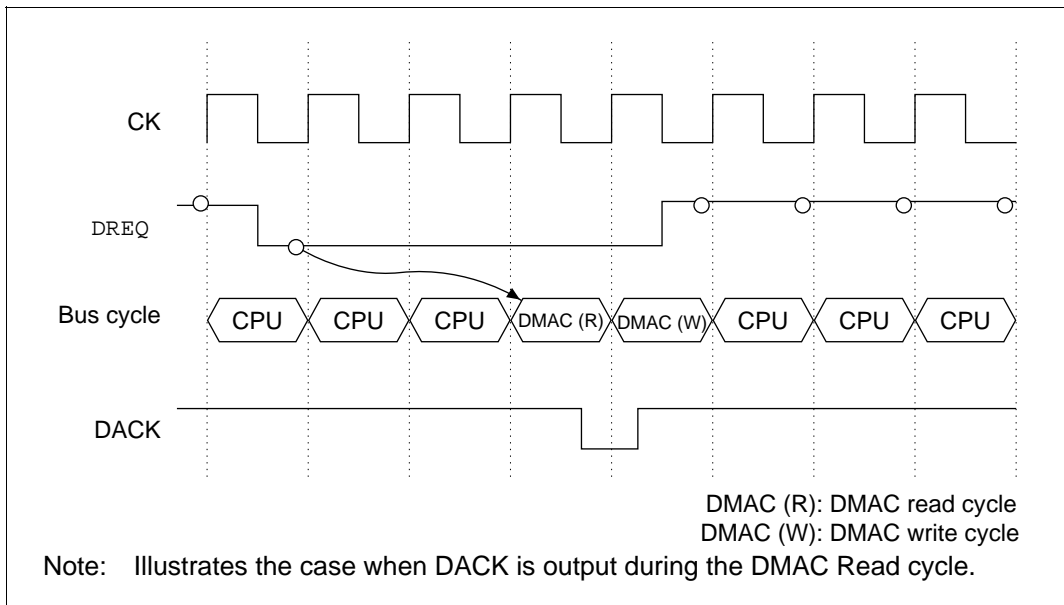 CK
DREQ
Bus cycle
CPU
CPU
CPU
DMAC (R)
DMAC (W)
CPU
CPU
CPU
DACK
DMAC (R): DMAC read cycle
DMAC (W): DMAC write cycle
Note: Illustrates the case when DACK is output during the DMAC Read cycle.